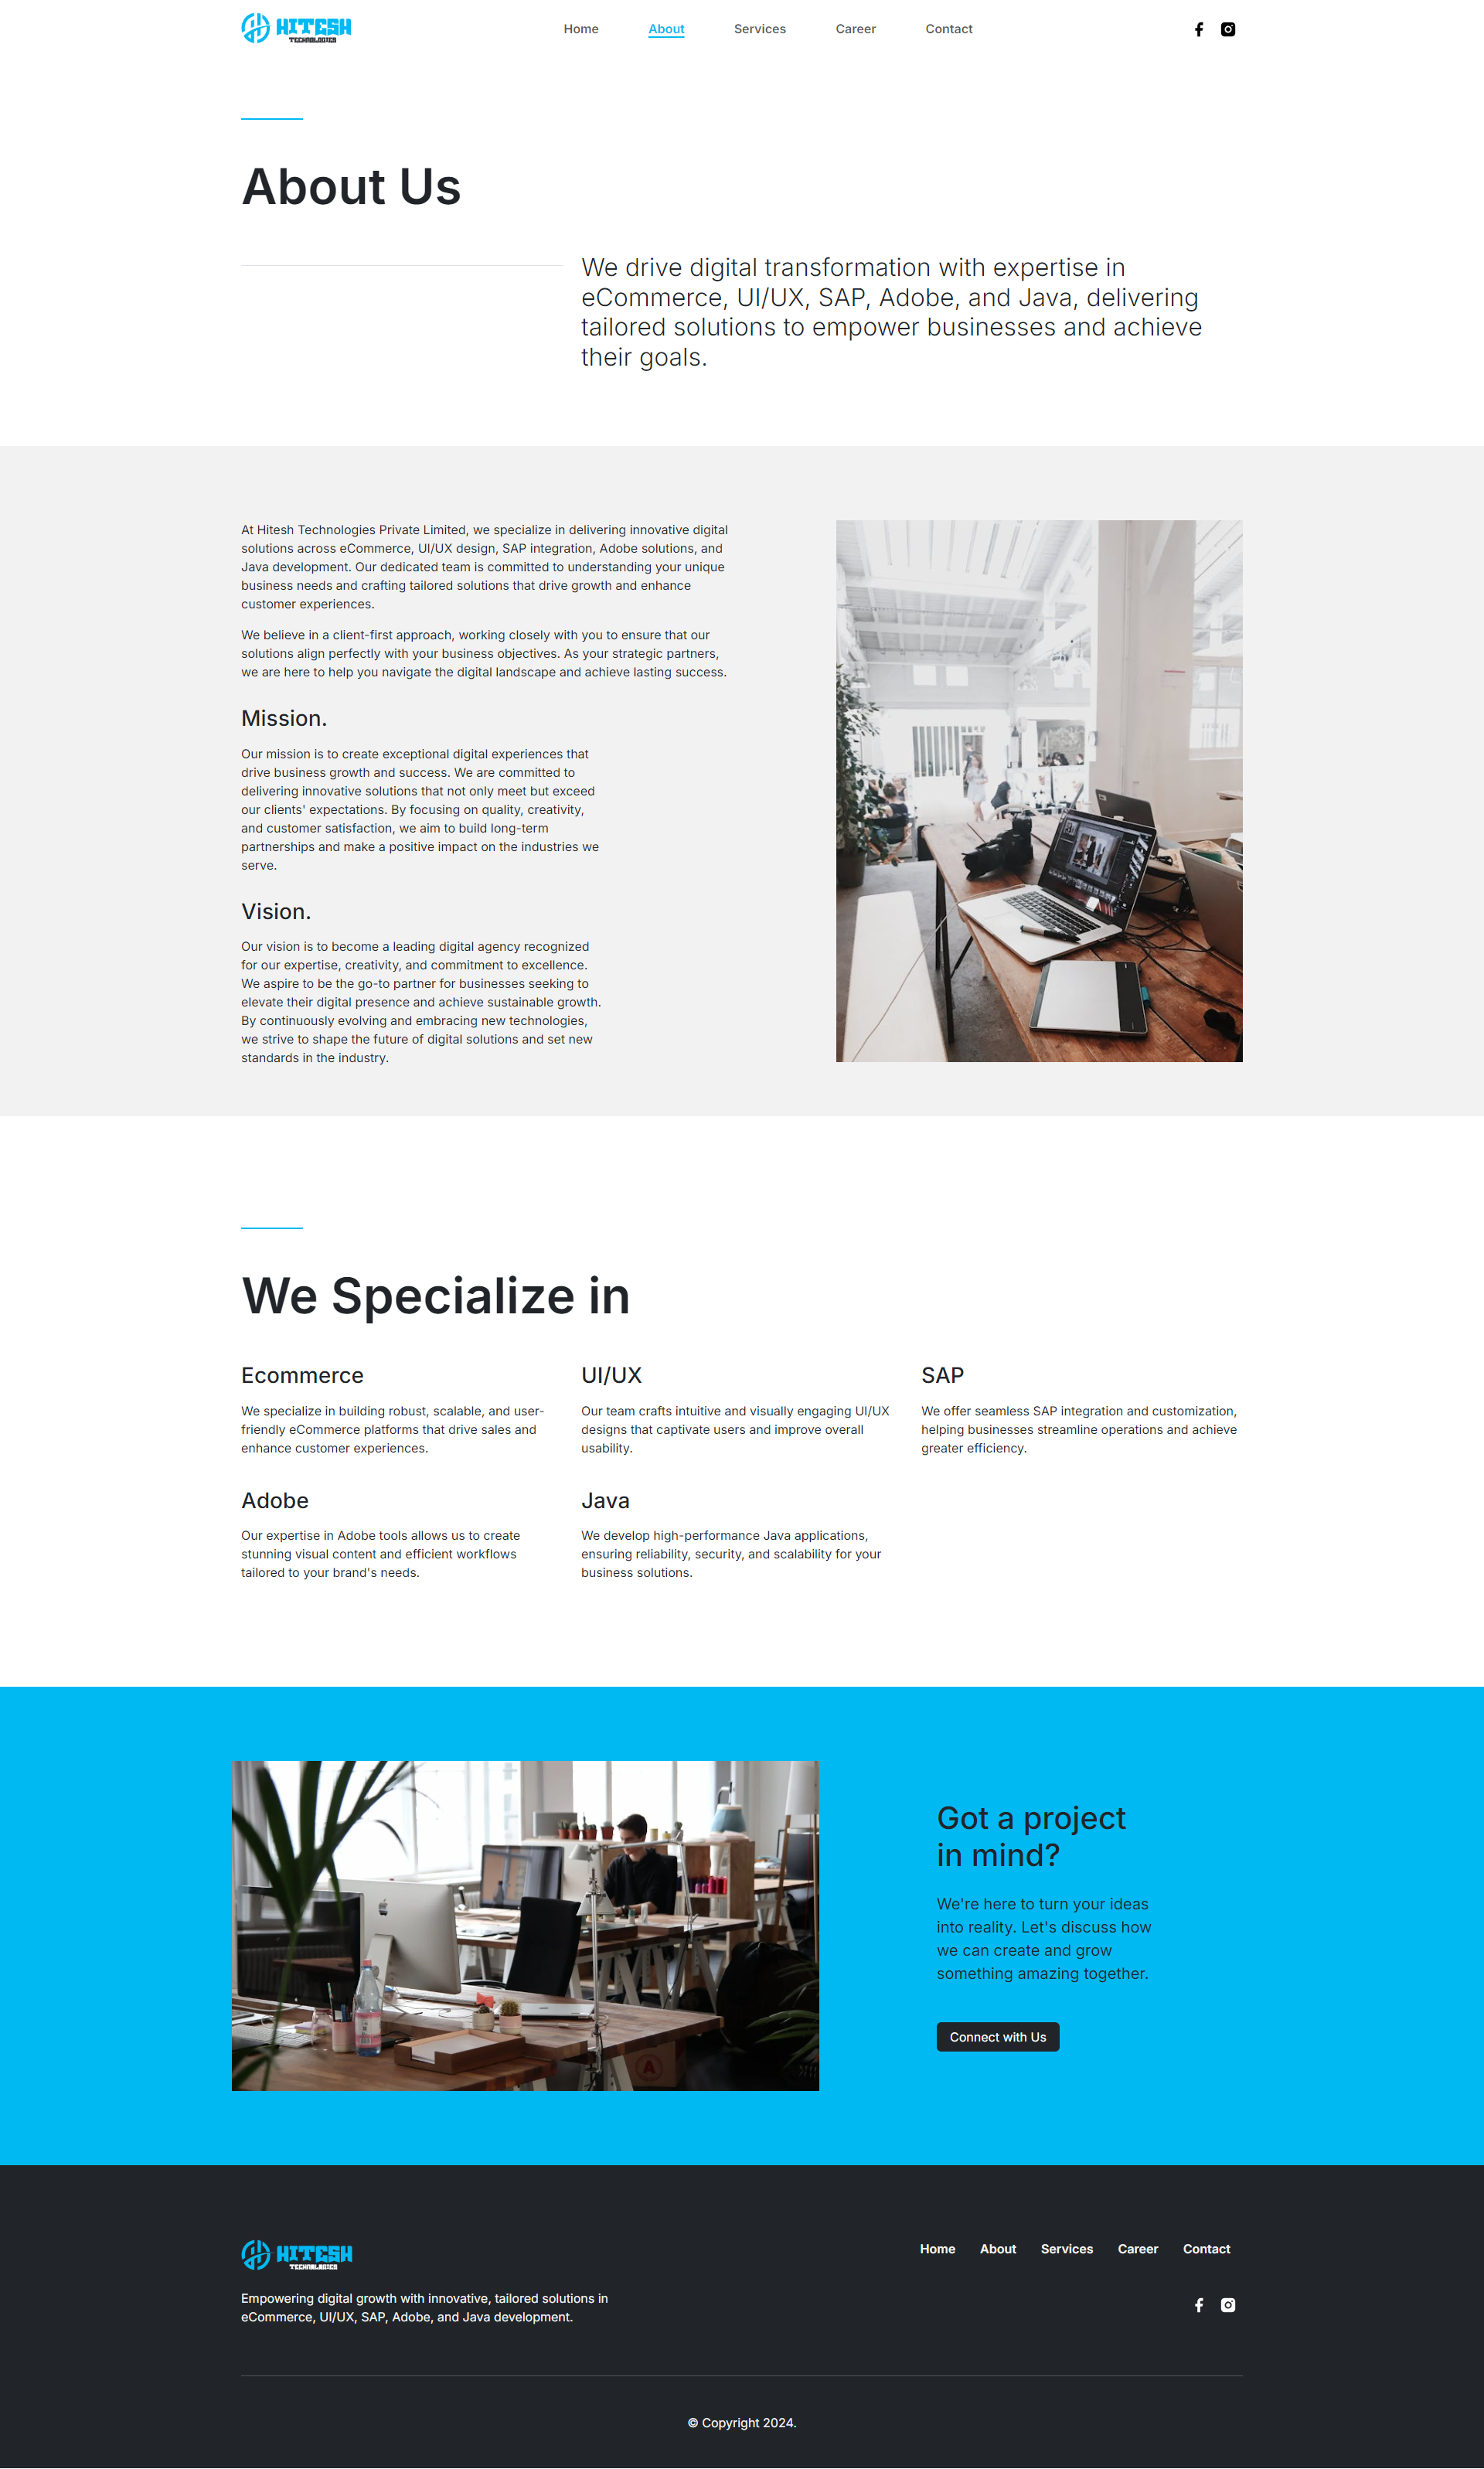 HITESH
TECHNOLOGIES
Home
About
Services
Career
Contact
About Us
We drive digital transformation with expertise in
eCommerce, UI/UX, SAP, Adobe, and Java, delivering
tailored solutions to empower businesses and achieve
their goals.
At Hitesh Technologies Private Limited, we specialize in delivering innovative digital
solutions across eCommerce, UI/UX design, SAP integration, Adobe solutions, and
Java development. Our dedicated team is committed to understanding your unique
business needs and crafting tailored solutions that drive growth and enhance
customer experiences.
We believe in a client-first approach, working closely with you to ensure that our
solutions align perfectly with your business objectives. As your strategic partners,
we are here to help you navigate the digital landscape and achieve lasting success.
Mission.
Our mission is to create exceptional digital experiences that
drive business growth and success. We are committed to
delivering innovative solutions that not only meet but exceed
our clients' expectations. By focusing on quality, creativity,
and customer satisfaction, we aim to build long-term
partnerships and make a positive impact on the industries we
serve.
Vision.
Our vision is to become a leading digital agency recognized
for our expertise, creativity, and commitment to excellence.
We aspire to be the go-to partner for businesses seeking to
elevate their digital presence and achieve sustainable growth.
By continuously evolving and embracing new technologies,
we strive to shape the future of digital solutions and set new
standards in the industry.
We Specialize in
Ecommerce
We specialize in building robust, scalable, and user-
friendly eCommerce platforms that drive sales and
enhance customer experiences.
UI/UX
Our team crafts intuitive and visually engaging UI/UX
designs that captivate users and improve overall
usability.
SAP
We offer seamless SAP integration and customization,
helping businesses streamline operations and achieve
greater efficiency.
Adobe
Our expertise in Adobe tools allows us to create
stunning visual content and efficient workflows
tailored to your brand's needs.
Java
We develop high-performance Java applications,
ensuring reliability, security, and scalability for your
business solutions.
Got a project
in mind?
We're here to turn your ideas
into reality. Let's discuss how
we can create and grow
something amazing together.
Connect with Us
HITESH
TECHNOLOGIES
Empowering digital growth with innovative, tailored solutions in
eCommerce, UI/UX, SAP, Adobe, and Java development.
Home
About
Services
Career
Contact
© Copyright 2024.